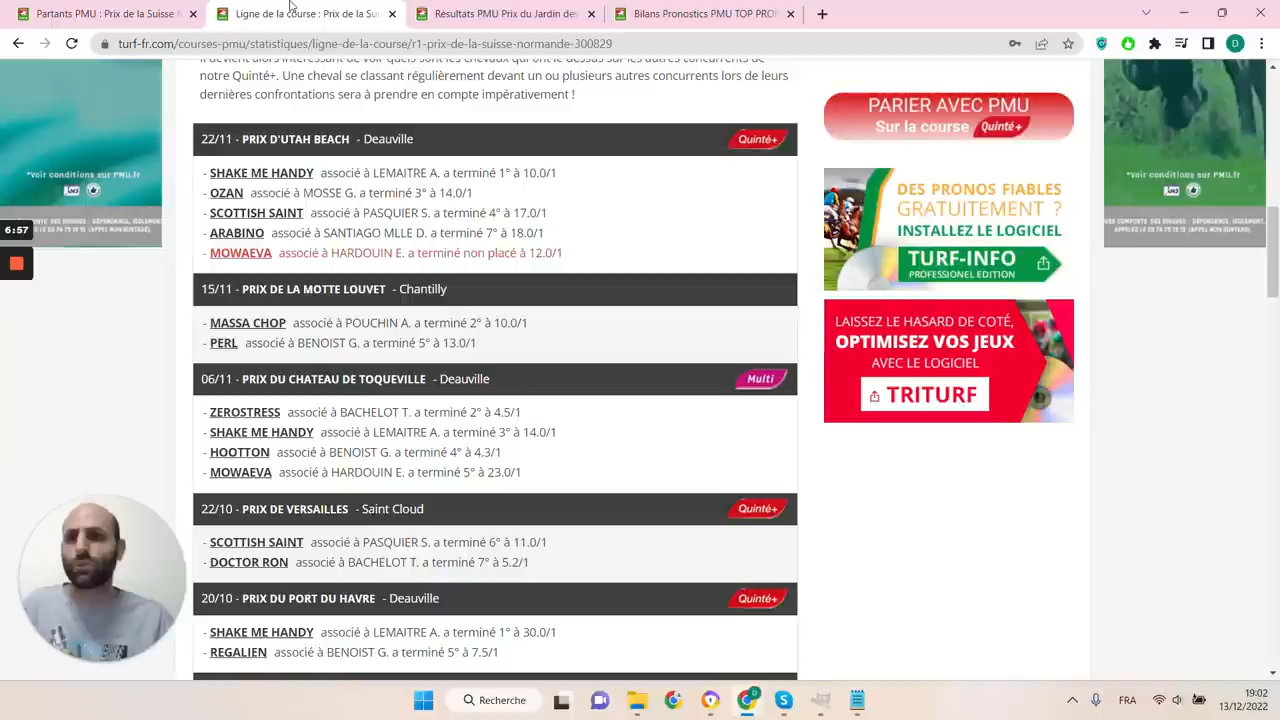 Pronostics PMU TOP PRO
Ligne de la course : Prix de la Su
Résultats PMU du Jardin des
Bilans Pronostics PMU QUINTÉ
turf-fr.com/courses-pmu/statistiques/ligne-de-la-course/r1-prix-de-la-suisse-normande-300829
notre Quinté+. Une cheval se classant régulièrement devant un ou plusieurs autres concurrents lors de leurs
dernières confrontations sera à prendre en compte impérativement !
22/11 - PRIX D'UTAH BEACH - Deauville
Quinté+
- SHAKE ME HANDY associé à LEMAITRE A. a terminé 1° à 10.0/1
- OZAN associé à MOSSE G. a terminé 3° à 14.0/1
- SCOTTISH SAINT associé à PASQUIER S. a terminé 4° à 17.0/1
- ARABINO associé à SANTIAGO MLLE D. a terminé 7° à 18.0/1
- MOWAEVA associé à HARDOUIN E. a terminé non placé à 12.0/1
15/11 - PRIX DE LA MOTTE LOUVET - Chantilly
- MASSA CHOP associé à POUCHIN A. a terminé 2° à 10.0/1
- PERL associé à BENOIST G. a terminé 5° à 13.0/1
06/11 - PRIX DU CHATEAU DE TOQUEVILLE - Deauville
Multi
- ZEROSTRESS associé à BACHELOT T. a terminé 2° à 4.5/1
- SHAKE ME HANDY associé à LEMAITRE A. a terminé 3° à 14.0/1
- HOOTTON associé à BENOIST G. a terminé 4° à 4.3/1
- MOWAEVA associé à HARDOUIN E. a terminé 5° à 23.0/1
22/10 - PRIX DE VERSAILLES - Saint Cloud
Quinté+
- SCOTTISH SAINT associé à PASQUIER S. a terminé 6° à 11.0/1
- DOCTOR RON associé à BACHELOT T. a terminé 7° à 5.2/1
20/10 - PRIX DU PORT DU HAVRE - Deauville
Quinté+
- SHAKE ME HANDY associé à LEMAITRE A. a terminé 1° à 30.0/1
- REGALIEN associé à BENOIST G. a terminé 5° à 7.5/1
PARIER AVEC PMU
Sur la course Quinté+
DES PRONOS FIABLES
GRATUITEMENT ?
INSTALLEZ LE LOGICIEL
TURF-INFO
PROFESSIONEL EDITION
LAISSEZ LE HASARD DE COTÉ,
OPTIMISEZ VOS JEUX
AVEC LE LOGICIEL
TRITURF
*Voir conditions sur PMU.fr
*Voir conditions sur PMU.fr
6:57
Recherche
FRA
19:02
13/12/2022